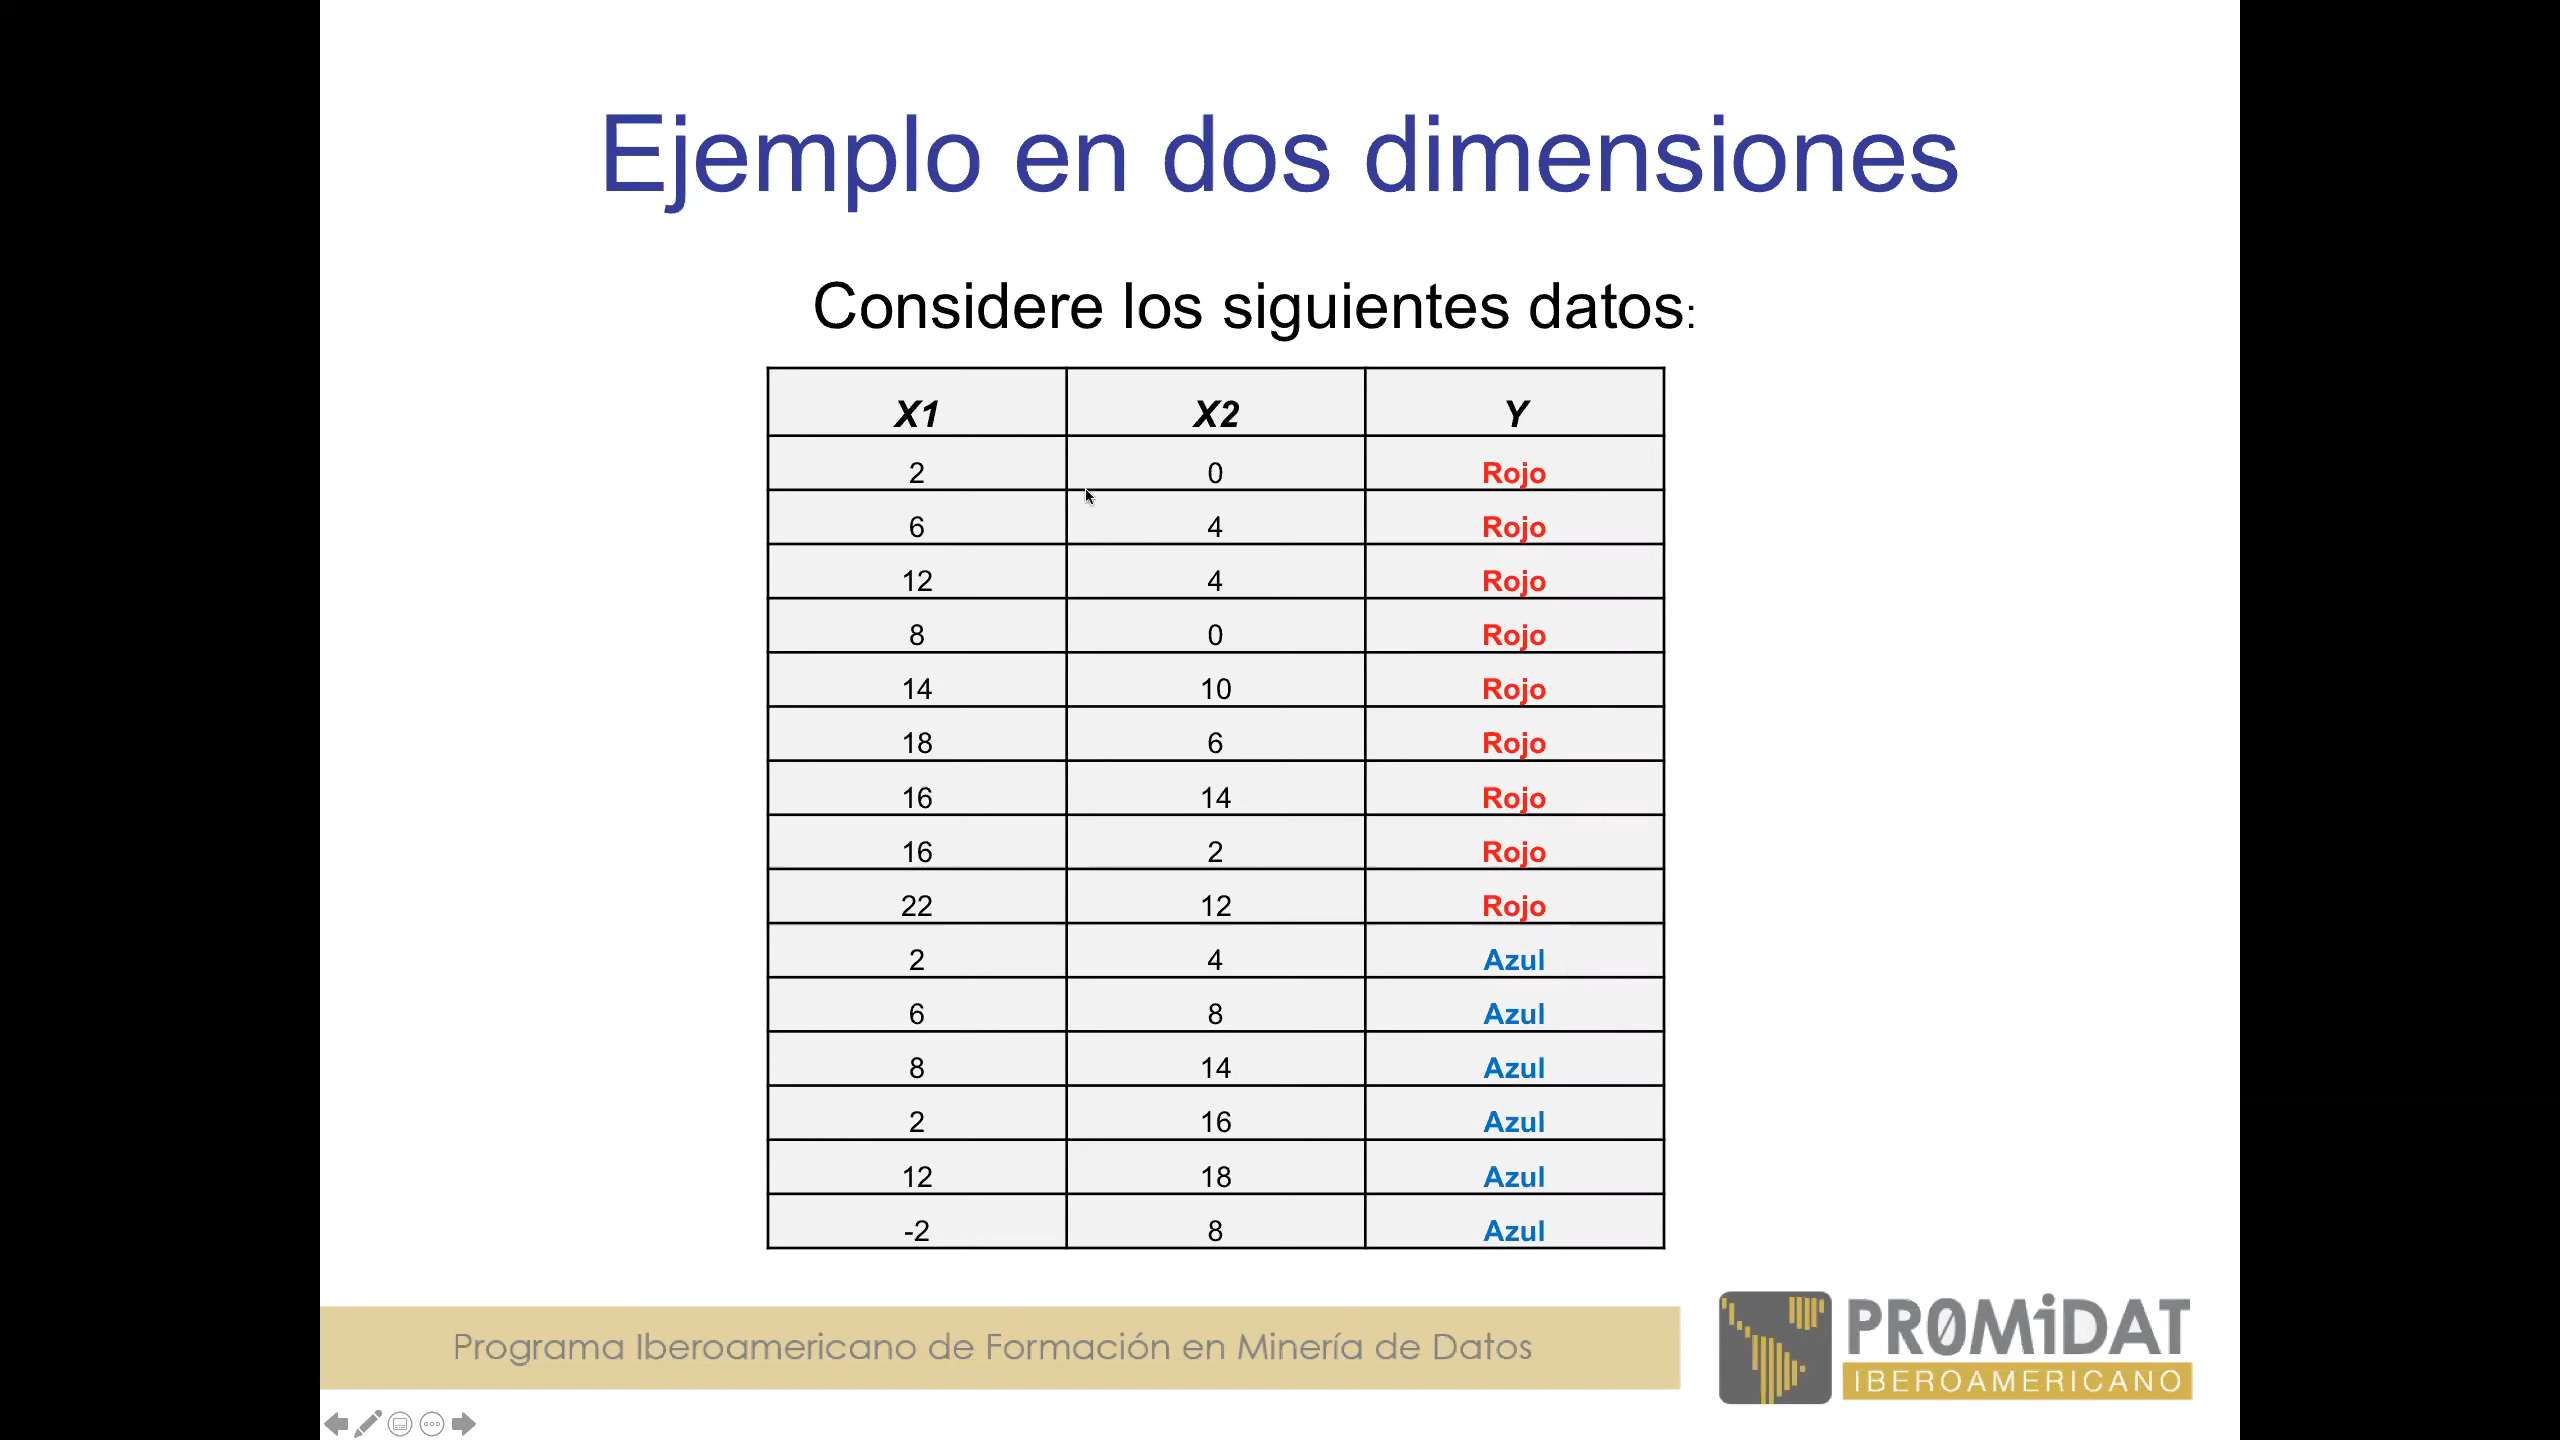 Ejemplo en dos dimensiones
Considere los siguientes datos:
X1 X2 Y
2 0 Rojo
6 4 Rojo
12 4 Rojo
8 0 Rojo
14 10 Rojo
18 6 Rojo
16 14 Rojo
16 2 Rojo
22 12 Rojo
2 4 Azul
6 8 Azul
8 14 Azul
2 16 Azul
12 18 Azul
-2 8 Azul
Programa Iberoamericano de Formación en Minería de Datos
PR0MiDAT
IBEROAMERICANO